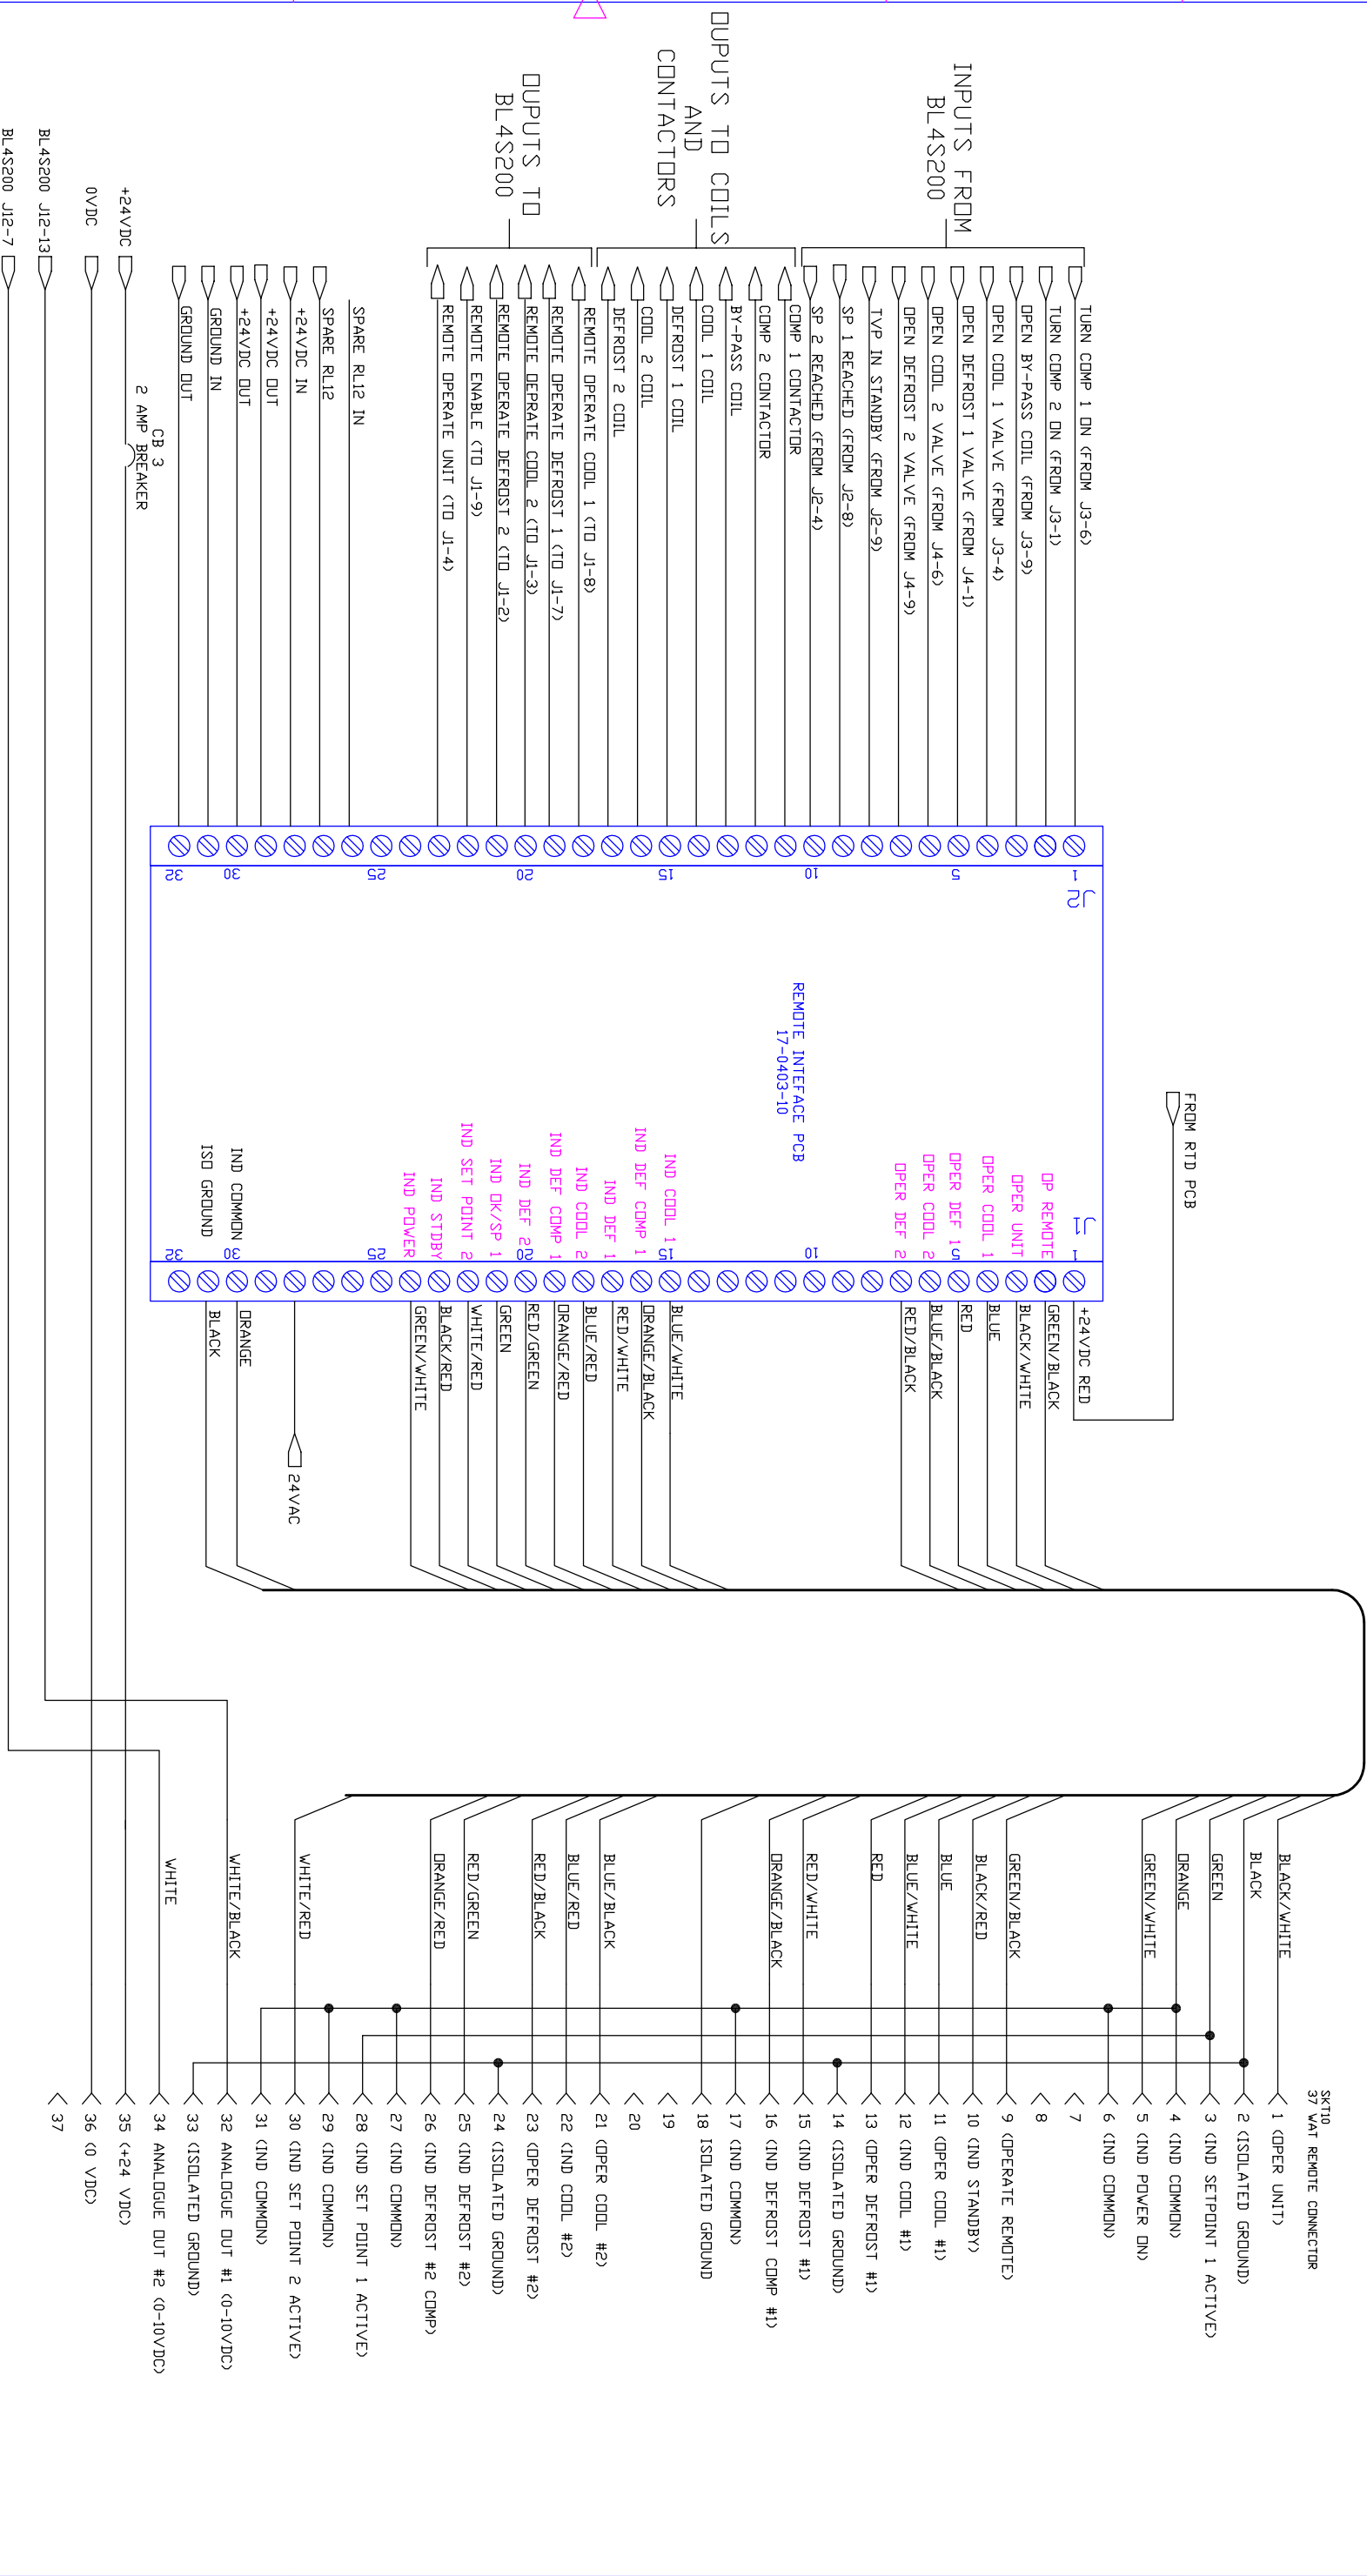 INPUTS FROM
BL4S200
OUPUTS TO COILS
AND
CONTACTORS
OUPUTS TO
BL4S200
TURN COMP 1 ON (FROM J3-6)
TURN COMP 2 ON (FROM J3-1)
OPEN BY-PASS COIL (FROM J3-9)
OPEN COOL 1 VALVE (FROM J3-4)
OPEN DEFROST 1 VALVE (FROM J4-1)
OPEN COOL 2 VALVE (FROM J4-6)
OPEN DEFROST 2 VALVE (FROM J4-9)
TVP IN STANDBY (FROM J2-9)
SP 1 REACHED (FROM J2-8)
SP 2 REACHED (FROM J2-4)
COMP 1 CONTACTOR
COMP 2 CONTACTOR
BY-PASS COIL
COOL 1 COIL
DEFROST 1 COIL
COOL 2 COIL
DEFROST 2 COIL
REMOTE OPERATE COOL 1 (TO J1-8)
REMOTE OPERATE DEFROST 1 (TO J1-7)
REMOTE OEPRATE COOL 2 (TO J1-3)
REMOTE OPERATE DEFROST 2 (TO J1-2)
REMOTE ENABLE (TO J1-9)
REMOTE OPERATE UNIT (TO J1-4)
SPARE RL12 IN
SPARE RL12
+24VDC IN
+24VDC OUT
+24VDC OUT
GROUND IN
GROUND OUT
CB 3
2 AMP BREAKER
+24VDC
0VDC
BL4S200 J12-13
BL4S200 J12-7
1
5
10
15
20
25
30
32
J2
REMOTE INTEFACE PCB
17-0403-10
FROM RTD PCB
J1
OP REMOTE
OPER UNIT
OPER COOL 1
OPER DEF 1
OPER COOL 2
OPER DEF 2
IND COOL 1
IND DEF COMP 1
IND DEF 1
IND COOL 2
IND DEF COMP 1
IND DEF 2
IND OK/SP 1
IND SET POINT 2
IND STDBY
IND POWER
IND COMMON
ISO GROUND
1
5
10
15
20
25
30
32
+24VDC RED
GREEN/BLACK
BLACK/WHITE
BLUE
RED
BLUE/BLACK
RED/BLACK
BLUE/WHITE
ORANGE/BLACK
RED/WHITE
BLUE/RED
ORANGE/RED
RED/GREEN
GREEN
WHITE/RED
BLACK/RED
GREEN/WHITE
24VAC
ORANGE
BLACK
BLACK/WHITE
BLACK
GREEN
ORANGE
GREEN/WHITE
GREEN/BLACK
BLACK/RED
BLUE
BLUE/WHITE
RED
RED/WHITE
ORANGE/BLACK
BLUE/BLACK
BLUE/RED
RED/BLACK
RED/GREEN
ORANGE/RED
WHITE/RED
WHITE/BLACK
WHITE
SKT10
37 WAT REMOTE CONNECTOR
1 (OPER UNIT)
2 (ISOLATED GROUND)
3 (IND SETPOINT 1 ACTIVE)
4 (IND COMMON)
5 (IND POWER ON)
6 (IND COMMON)
7
8
9 (OPERATE REMOTE)
10 (IND STANDBY)
11 (OPER COOL #1)
12 (IND COOL #1)
13 (OPER DEFROST #1)
14 (ISOLATED GROUND)
15 (IND DEFROST #1)
16 (IND DEFROST COMP #1)
17 (IND COMMON)
18 ISOLATED GROUND
19
20
21 (OPER COOL #2)
22 (IND COOL #2)
23 (OPER DEFROST #2)
24 (ISOLATED GROUND)
25 (IND DEFROST #2)
26 (IND DEFROST #2 COMP)
27 (IND COMMON)
28 (IND SET POINT 1 ACTIVE)
29 (IND COMMON)
30 (IND SET POINT 2 ACTIVE)
31 (IND COMMON)
32 ANALOGUE OUT #1 (0-10VDC)
33 (ISOLATED GROUND)
34 ANALOGUE OUT #2 (0-10VDC)
35 (+24 VDC)
36 (0 VDC)
37